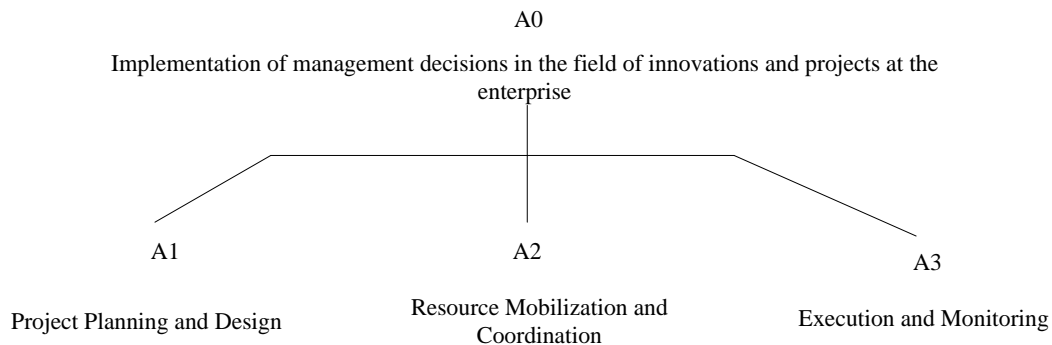 A0
Implementation of management decisions in the field of innovations and projects at the
enterprise
A1
A2
A3
Project Planning and Design
Resource Mobilization and
Coordination
Execution and Monitoring